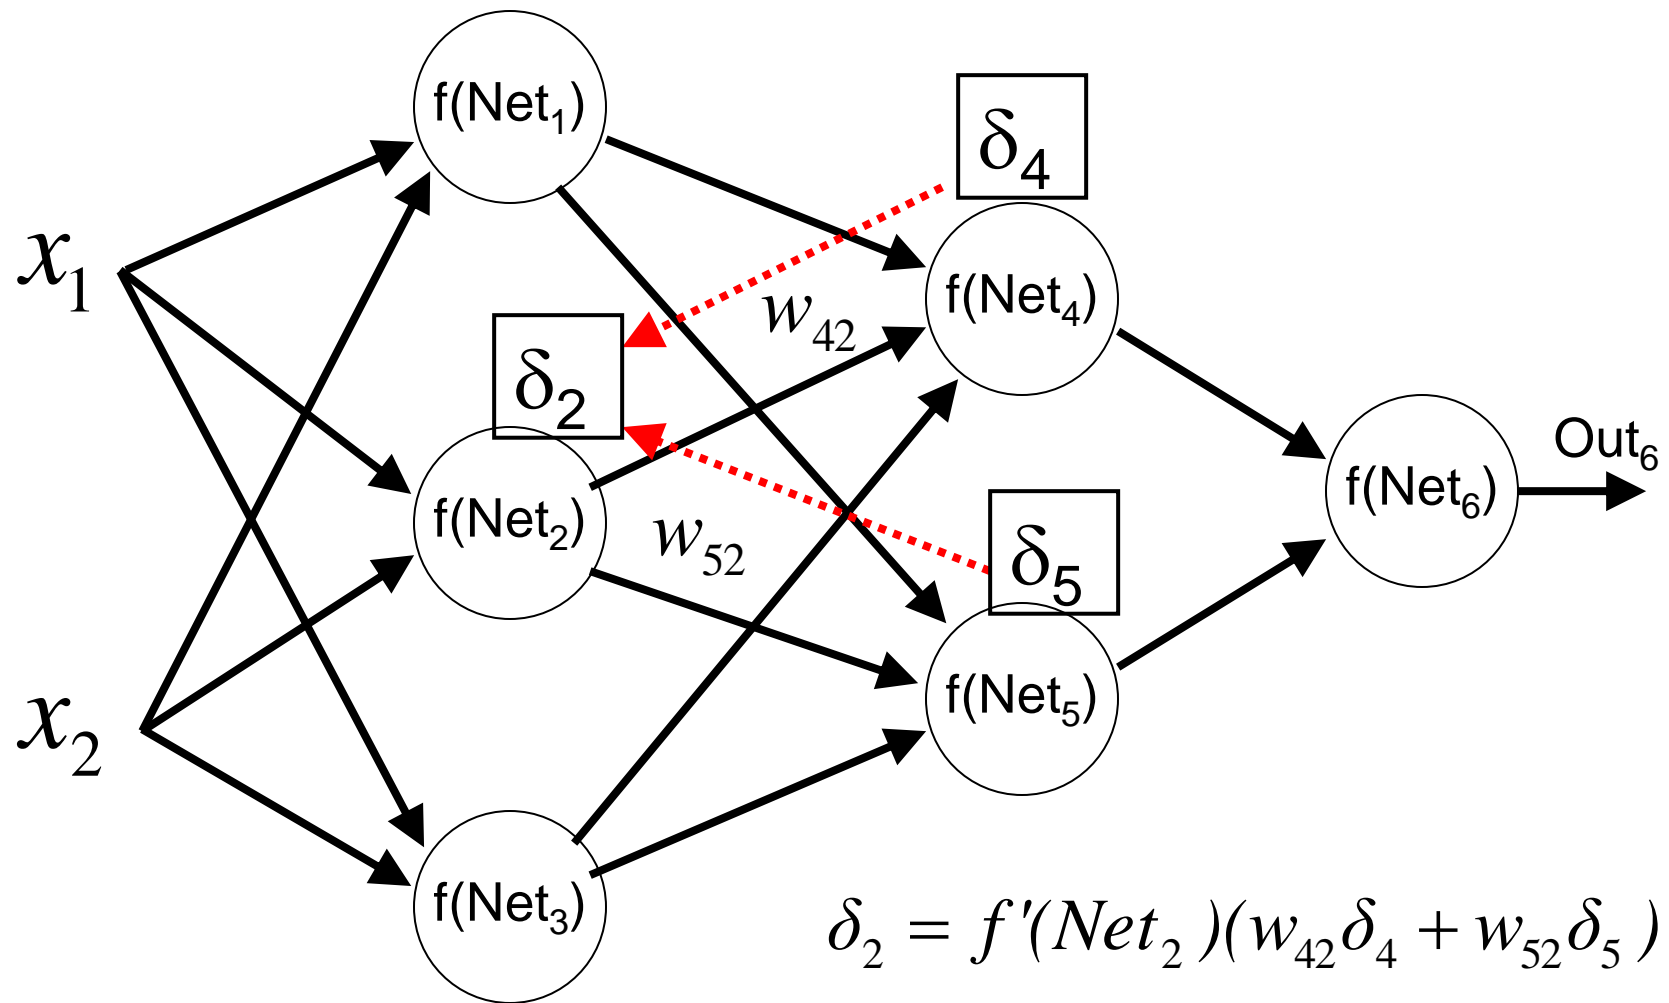 f(Net₁)
δ₄
x₁
f(Net₄)
w₄₂
δ₂
Out₆
f(Net₆)
f(Net₂)
w₅₂
δ₅
f(Net₅)
x₂
f(Net₃)
δ₂ = f'(Net₂)(w₄₂δ₄ + w₅₂δ₅)